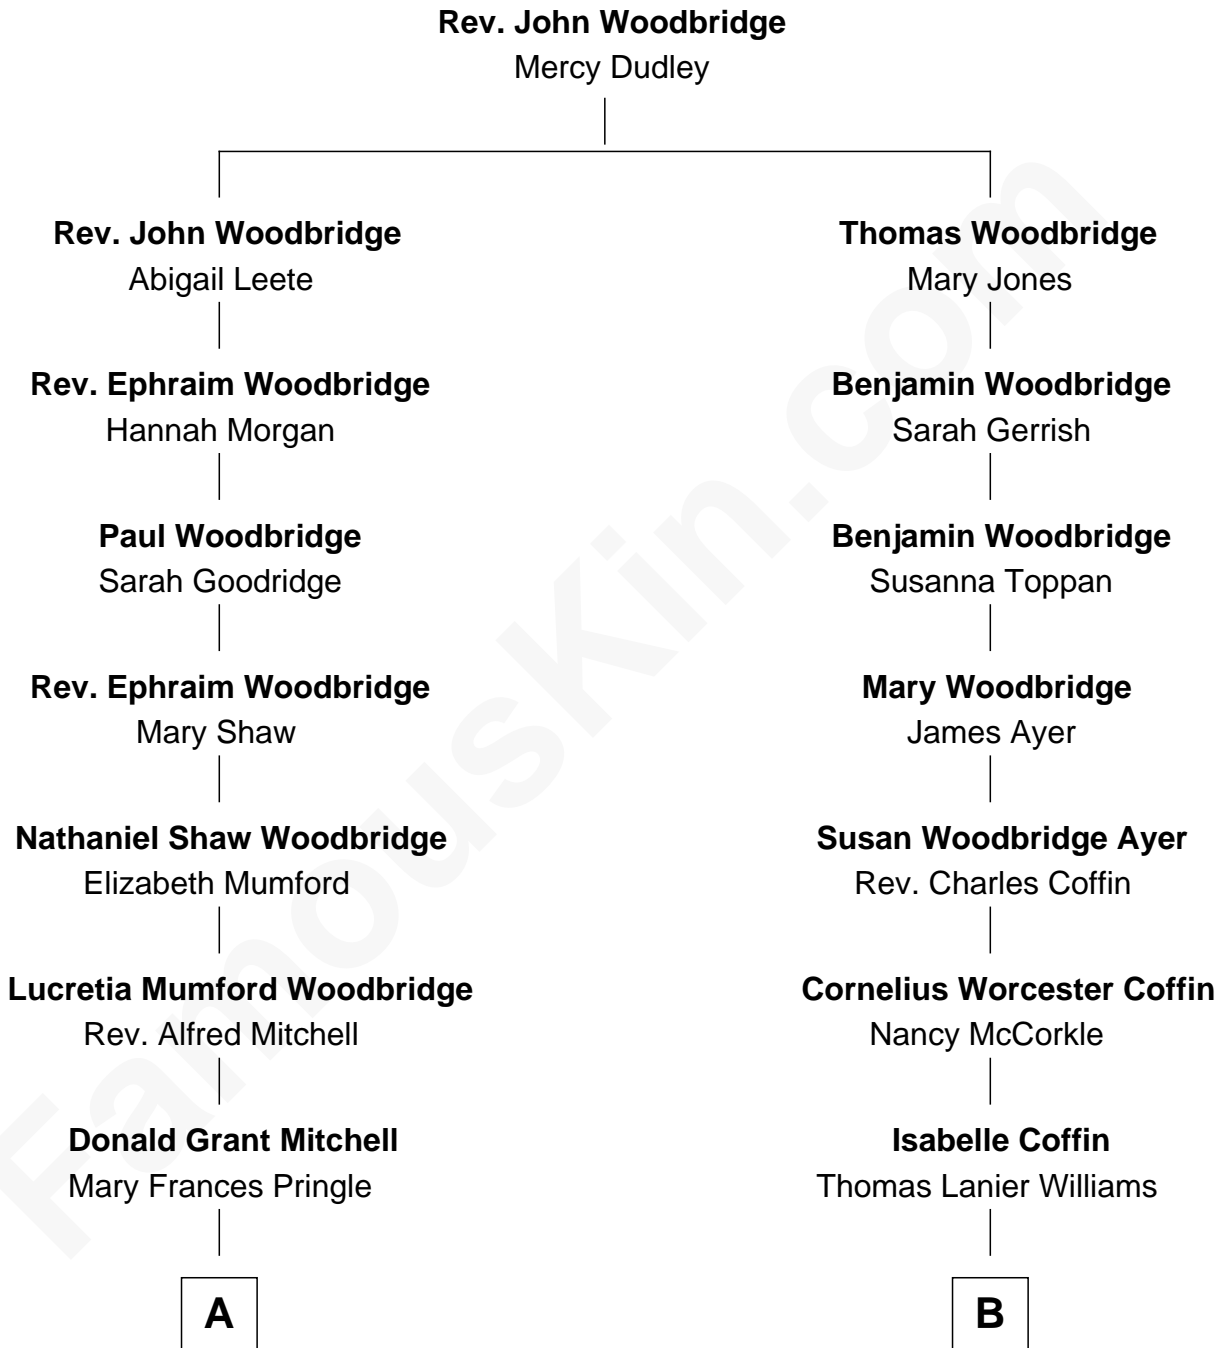 Rev. John Woodbridge
Mercy Dudley
Rev. John Woodbridge
Abigail Leete
Thomas Woodbridge
Mary Jones
Rev. Ephraim Woodbridge
Hannah Morgan
Benjamin Woodbridge
Sarah Gerrish
Paul Woodbridge
Sarah Goodridge
Benjamin Woodbridge
Susanna Toppan
Rev. Ephraim Woodbridge
Mary Shaw
Mary Woodbridge
James Ayer
Nathaniel Shaw Woodbridge
Elizabeth Mumford
Susan Woodbridge Ayer
Rev. Charles Coffin
Lucretia Mumford Woodbridge
Rev. Alfred Mitchell
Cornelius Worcester Coffin
Nancy McCorkle
Donald Grant Mitchell
Mary Frances Pringle
Isabelle Coffin
Thomas Lanier Williams
A
B
FamousKin.com